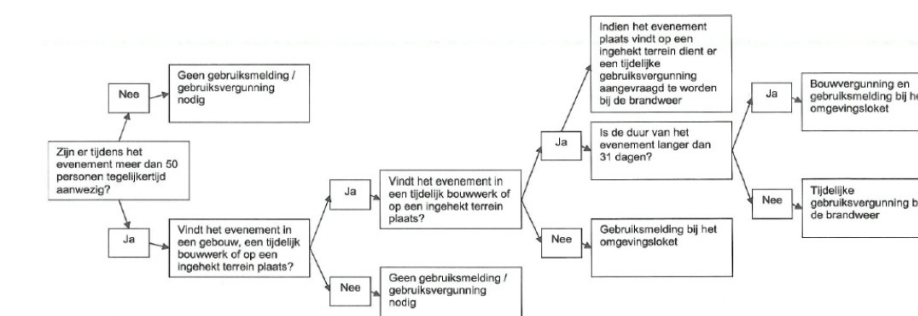 Nee
Geen gebruiksmelding /
gebruiksvergunning
nodig
Zijn er tijdens het
evenement meer dan 50
personen tegelijkertijd
aanwezig?
Ja
Vindt het evenement in
een gebouw, een tijdelijk
bouwwerk of op een
ingehekt terrein plaats?
Ja
Vindt het evenement in
een tijdelijk bouwwerk of
op een ingehekt terrein
plaats?
Nee
Geen gebruiksmelding /
gebruiksvergunning
nodig
Ja
Indien het evenement
plaats vindt op een
ingehekt terrein dient er
een tijdelijke
gebruiksvergunning
aangevraagd te worden
bij de brandweer
Is de duur van het
evenement langer dan
31 dagen?
Nee
Gebruiksmelding bij het
omgevingsloket
Ja
Bouwvergunning en
gebruiksmelding bij
omgevingsloket
Nee
Tijdelijke
gebruiksvergunning
de brandweer